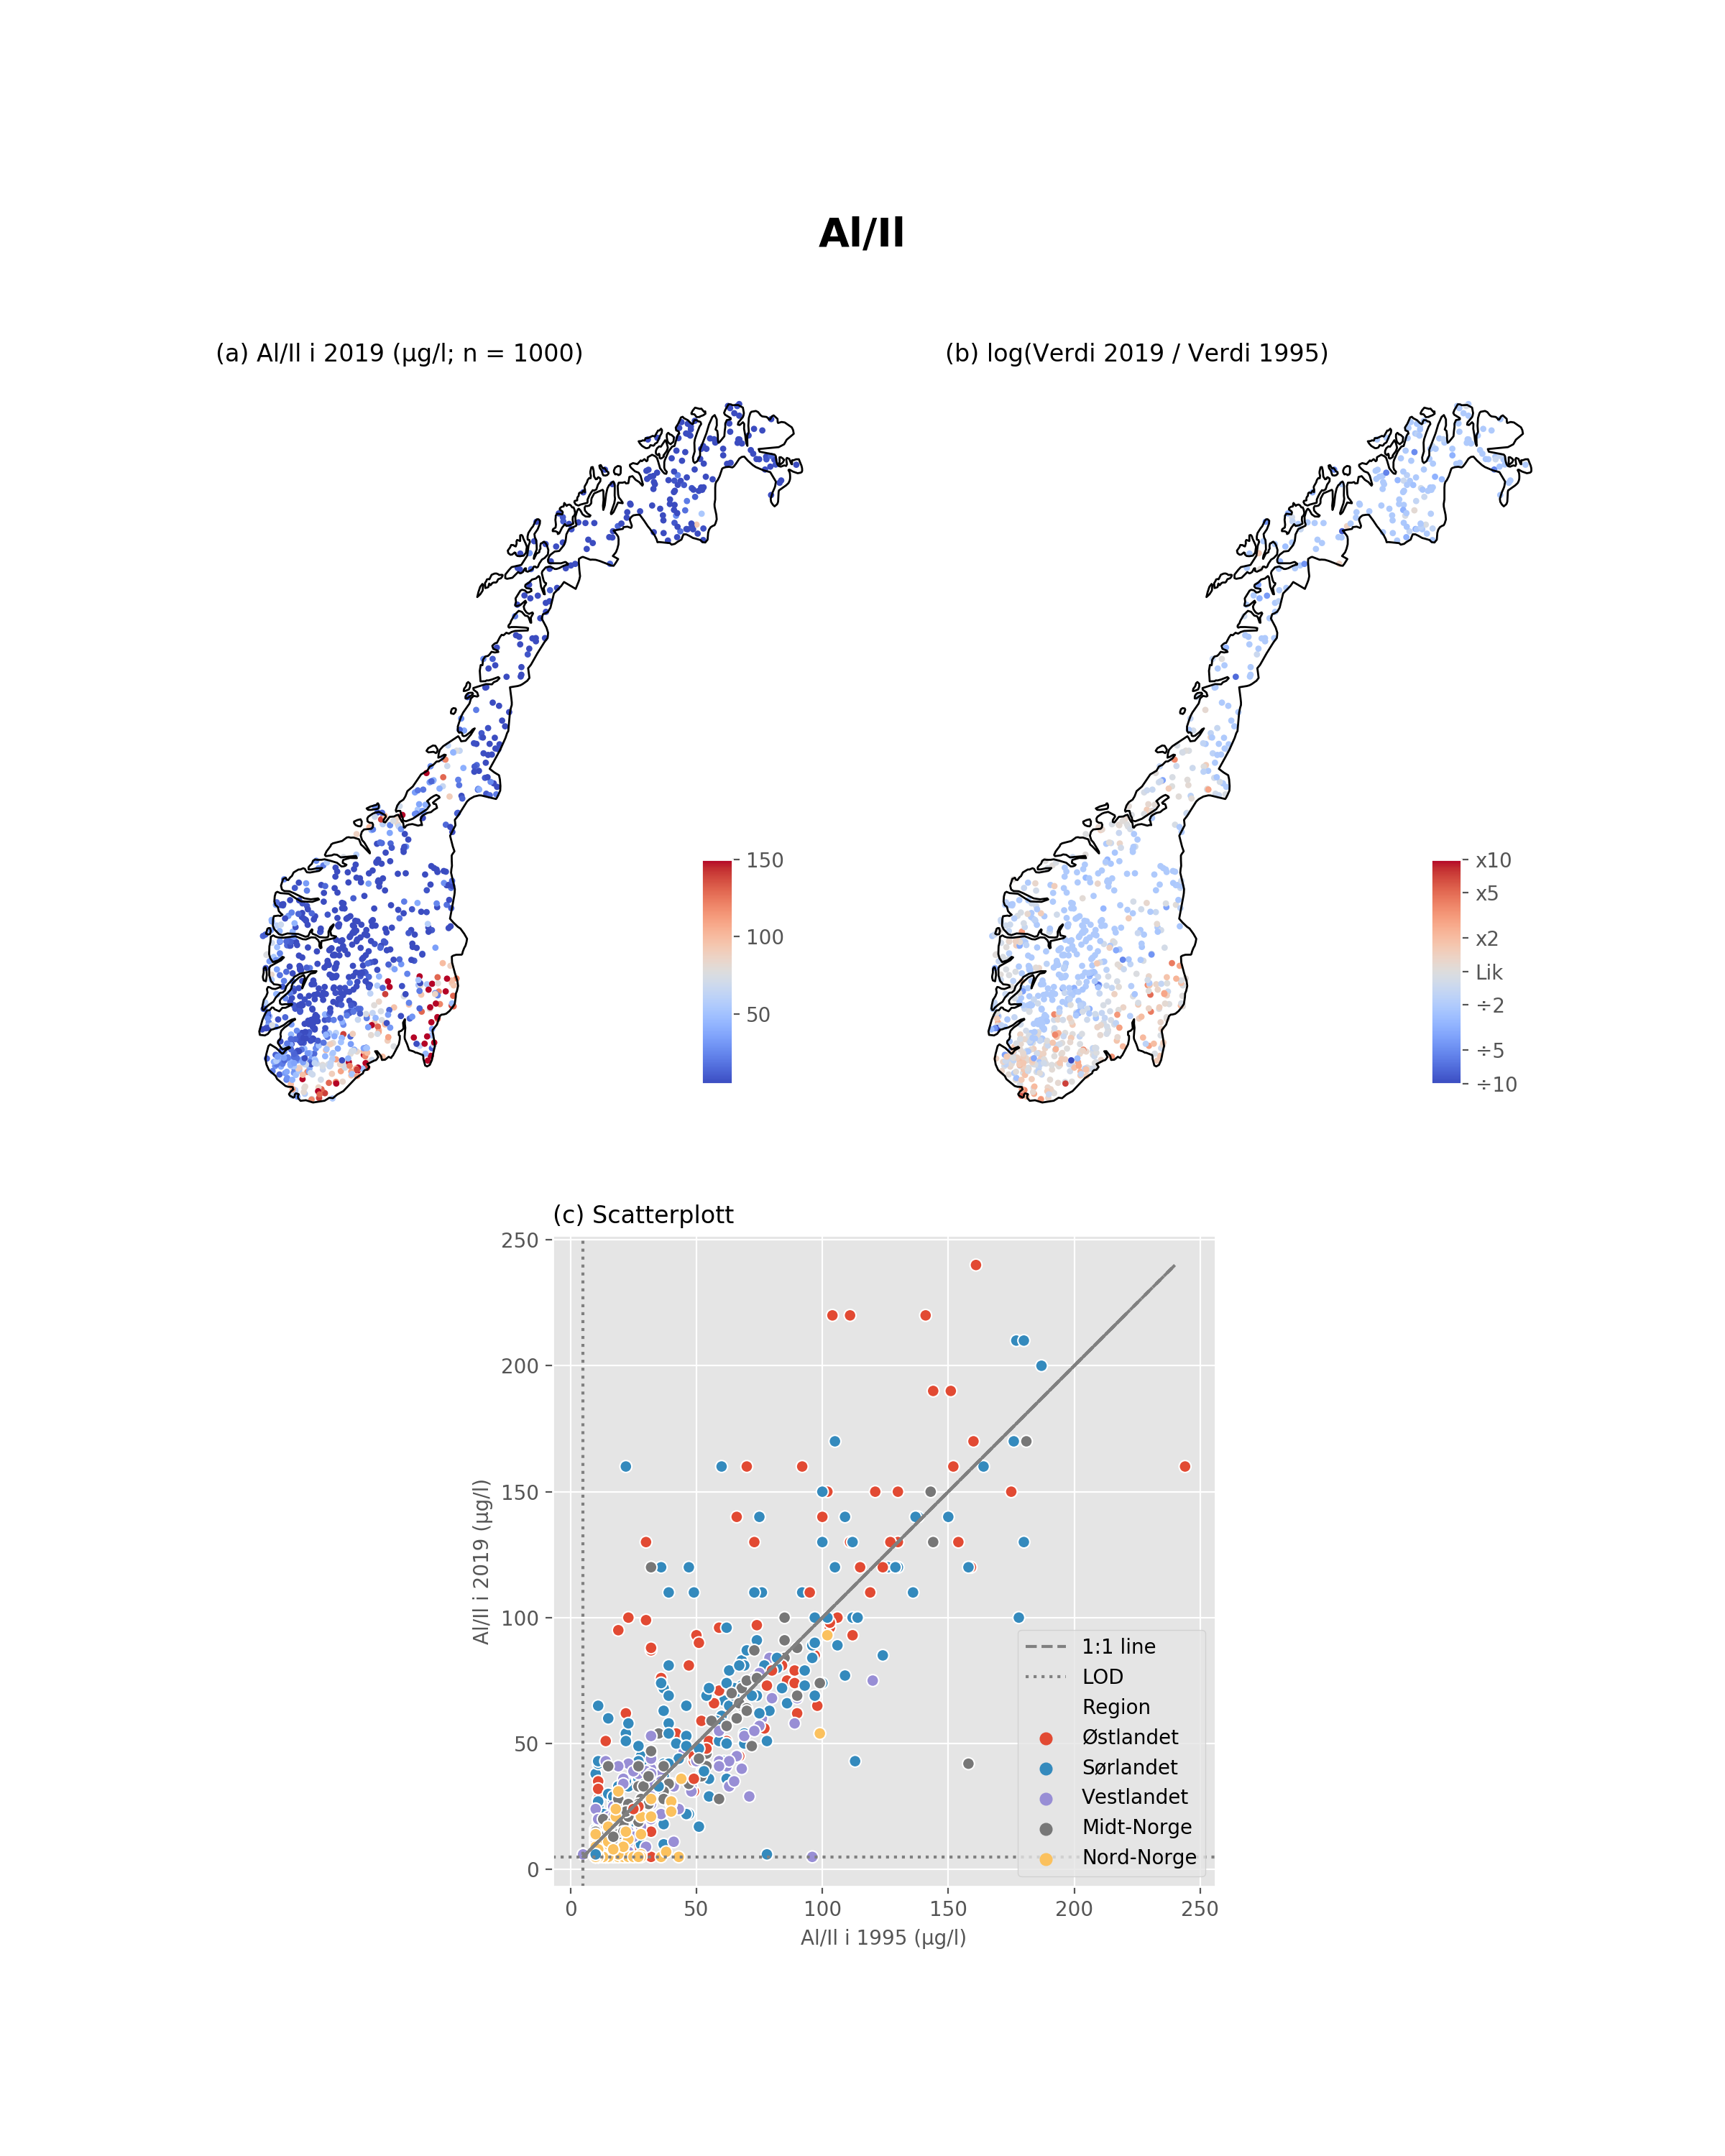 Al/Il
(a) Al/Il i 2019 (µg/l; n = 1000)
(b) log(Verdi 2019 / Verdi 1995)
150
100
50
x10
x5
x2
Lik
÷2
÷5
÷10
(c) Scatterplott
250
200
150
100
50
0
Al/Il i 2019 (µg/l)
1:1 line
LOD
Region
Østlandet
Sørlandet
Vestlandet
Midt-Norge
Nord-Norge
0 50 100 150 200 250
Al/Il i 1995 (µg/l)